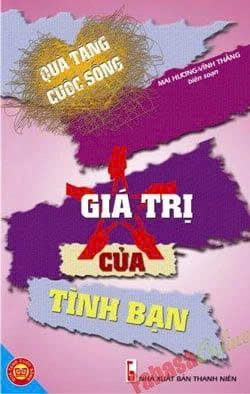 QUÀ TẶNG
CUỘC SỐNG
MAI HƯƠNG-VĨNH THẮNG
biên soạn
GIÁ TRỊ
CỦA
TÌNH BẠN
NHÀ XUẤT BẢN THANH NIÊN